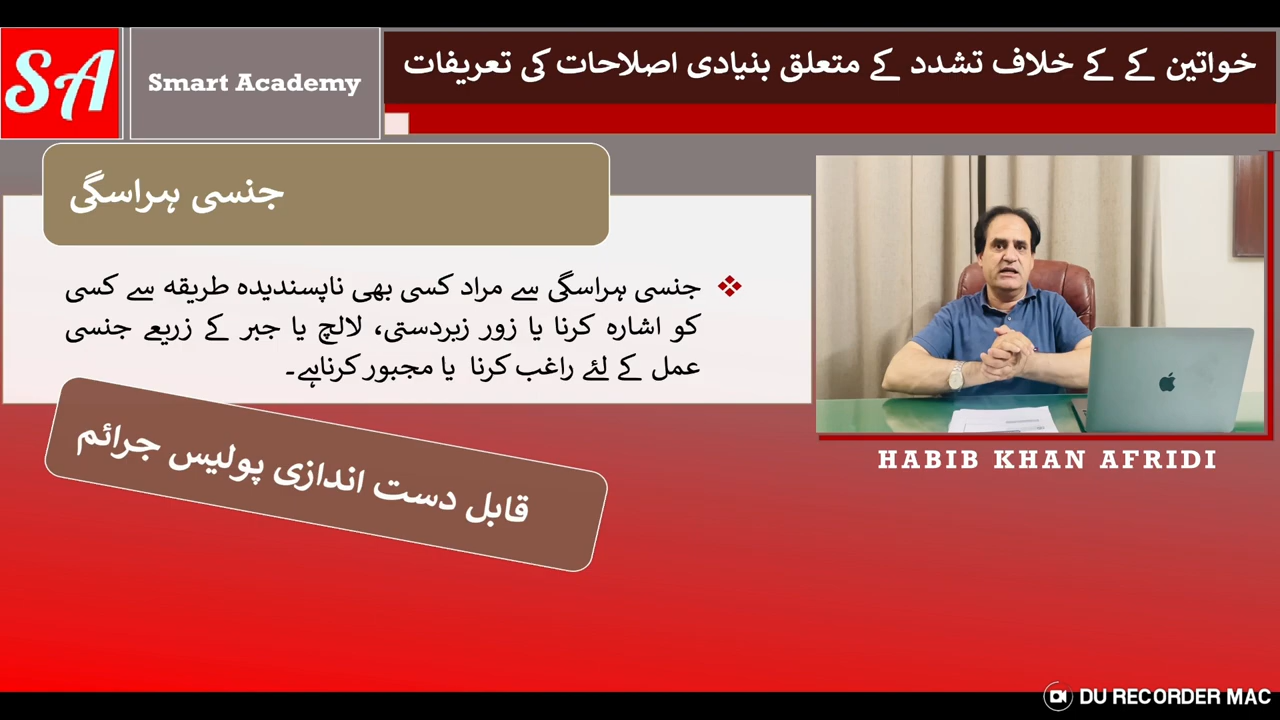 SA
Smart Academy
خواتین کے کے خلاف تشدد کے متعلق بنیادی اصلاحات کی تعریفات
جنسی ہراسگی
جنسی ہراسگی سے مراد کسی بھی ناپسندیدہ طریقہ سے کسی
کو اشارہ کرنا یا زور زبردستی، لالچ یا جبر کے زریعے جنسی
عمل کے لئے راغب کرنا یا مجبور کرناہے۔
قابل دست اندازی پولیس جرائم
HABIB KHAN AFRIDI
DU RECORDER MAC